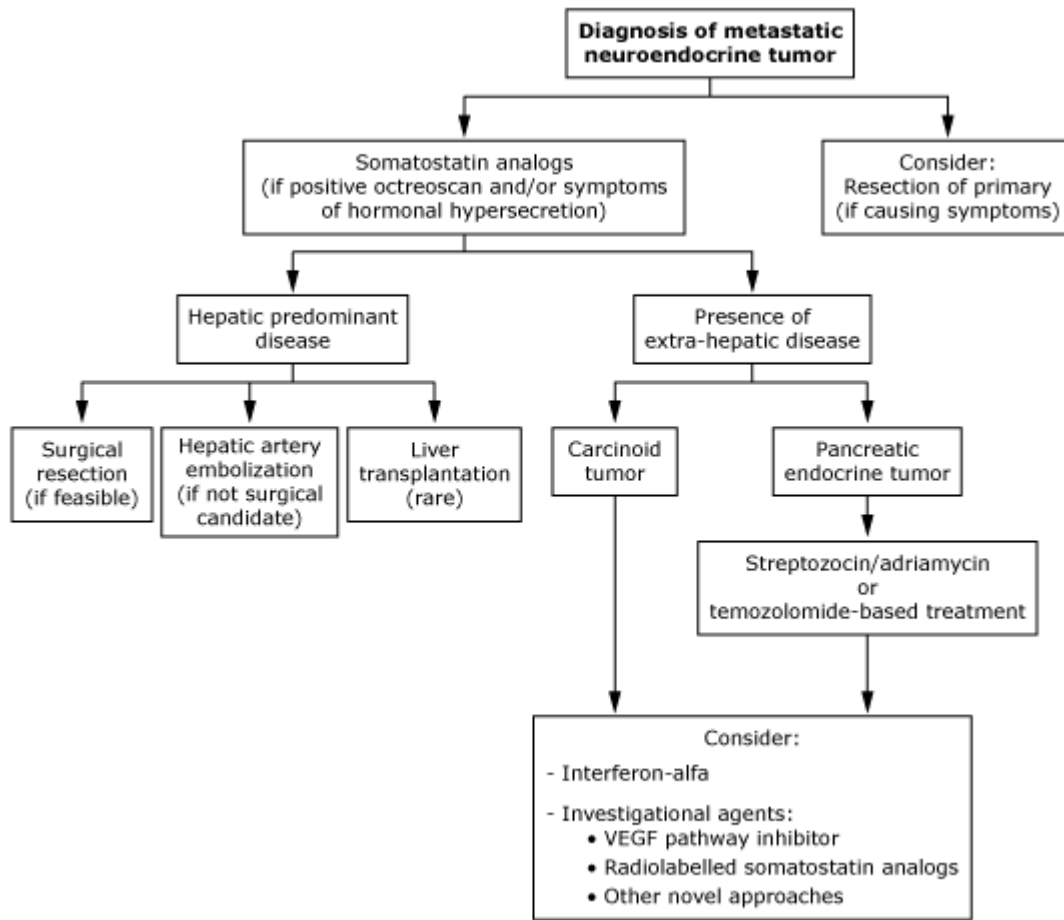 Diagnosis of metastatic
neuroendocrine tumor
Somatostatin analogs
(if positive octreoscan and/or symptoms
of hormonal hypersecretion)
Consider:
Resection of primary
(if causing symptoms)
Hepatic predominant
disease
Presence of
extra-hepatic disease
Surgical
resection
(if feasible)
Hepatic artery
embolization
(if not surgical
candidate)
Liver
transplantation
(rare)
Carcinoid
tumor
Pancreatic
endocrine tumor
Streptozocin/adriamycin
or
temozolomide-based treatment
Consider:
- Interferon-alfa
- Investigational agents:
• VEGF pathway inhibitor
• Radiolabelled somatostatin analogs
• Other novel approaches